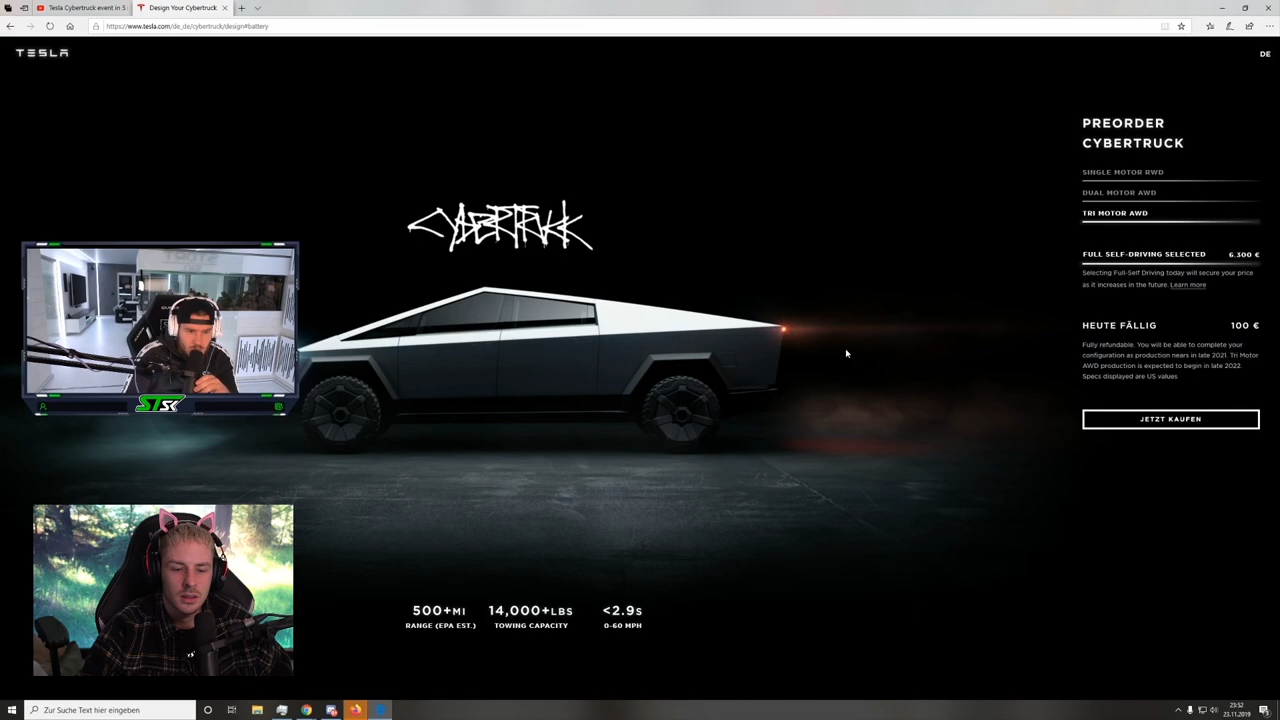 Tesla Cybertruck event in 5
Design Your Cybertruck
https://www.tesla.com/de_de/cybertruck/design#battery
TESLA
DE
CYBERTRUCK
PREORDER
CYBERTRUCK
SINGLE MOTOR RWD
DUAL MOTOR AWD
TRI MOTOR AWD
FULL SELF-DRIVING SELECTED 6.300 €
Selecting Full-Self Driving today will secure your price
as it increases in the future. Learn more
HEUTE FÄLLIG 100 €
Fully refundable. You will be able to complete your
configuration as production nears in late 2021. Tri Motor
AWD production is expected to begin in late 2022.
Specs displayed are US values
JETZT KAUFEN
STSK
500+MI 14,000+LBS <2.9S
RANGE (EPA EST.) TOWING CAPACITY 0-60 MPH
Zur Suche Text hier eingeben
23:52
23.11.2019